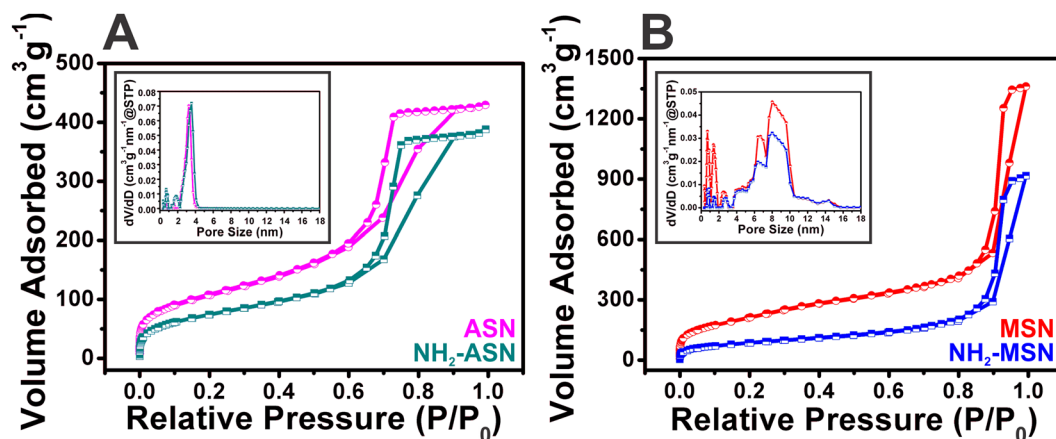 A
Volume Adsorbed (cm³g⁻¹)
500
400
300
200
100
0
0.0 0.2 0.4 0.6 0.8 1.0
Relative Pressure (P/P₀)
ASN
NH₂-ASN
dV/dD (cm³g⁻¹nm⁻¹@STP)
0.08
0.07
0.06
0.05
0.04
0.03
0.02
0.01
0.00
0 2 4 6 8 10 12 14 16 18
Pore Size (nm)
B
Volume Adsorbed (cm³g⁻¹)
1500
1200
900
600
300
0
0.0 0.2 0.4 0.6 0.8 1.0
Relative Pressure (P/P₀)
MSN
NH₂-MSN
dV/dD (cm³g⁻¹nm⁻¹@STP)
0.05
0.04
0.03
0.02
0.01
0.00
0 2 4 6 8 10 12 14 16 18
Pore Size (nm)